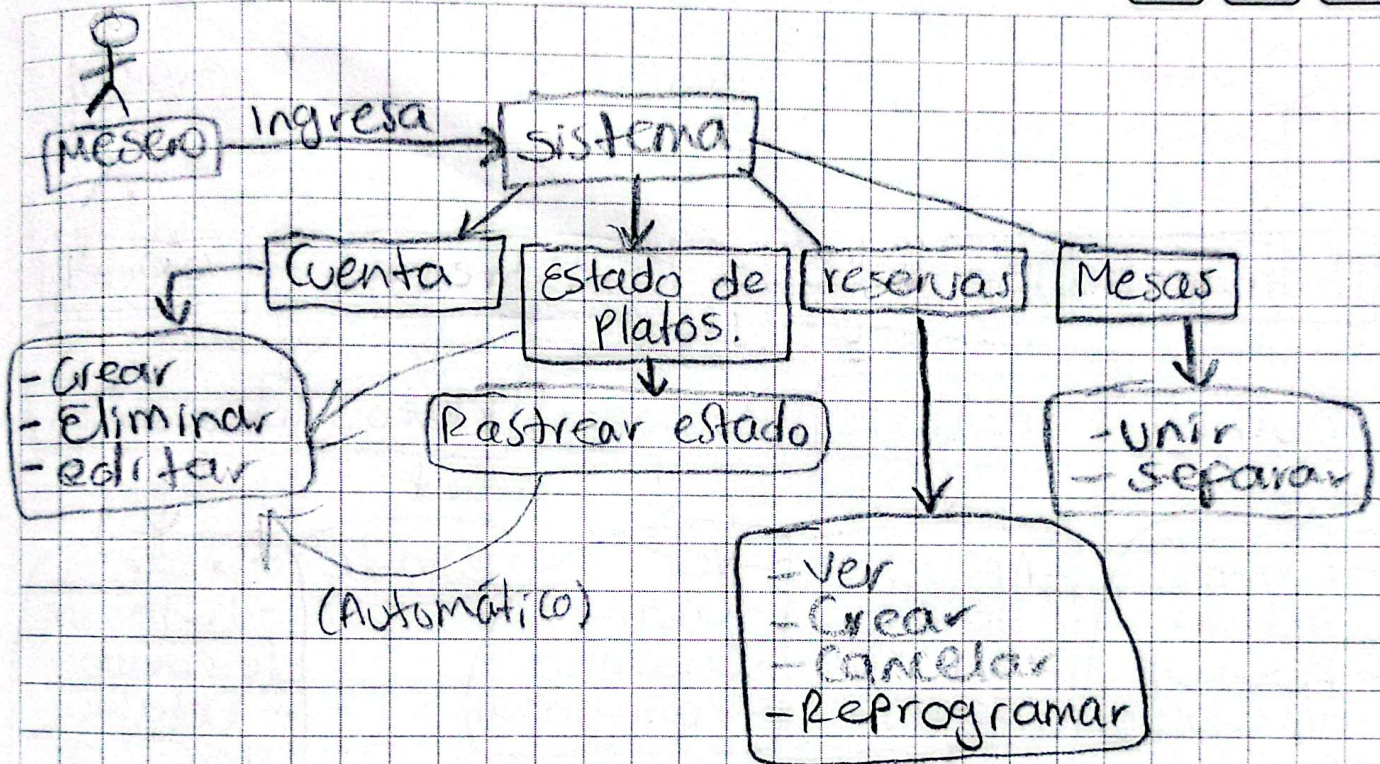 Mesero
Ingresa
sistema
Cuenta
Estado de
Platos.
reservas
Mesas
- Crear
- Eliminar
- editar
Rastrear estado
- unir
- separar
(Automático)
- Ver
- Crear
- Cancelar
- Reprogramar